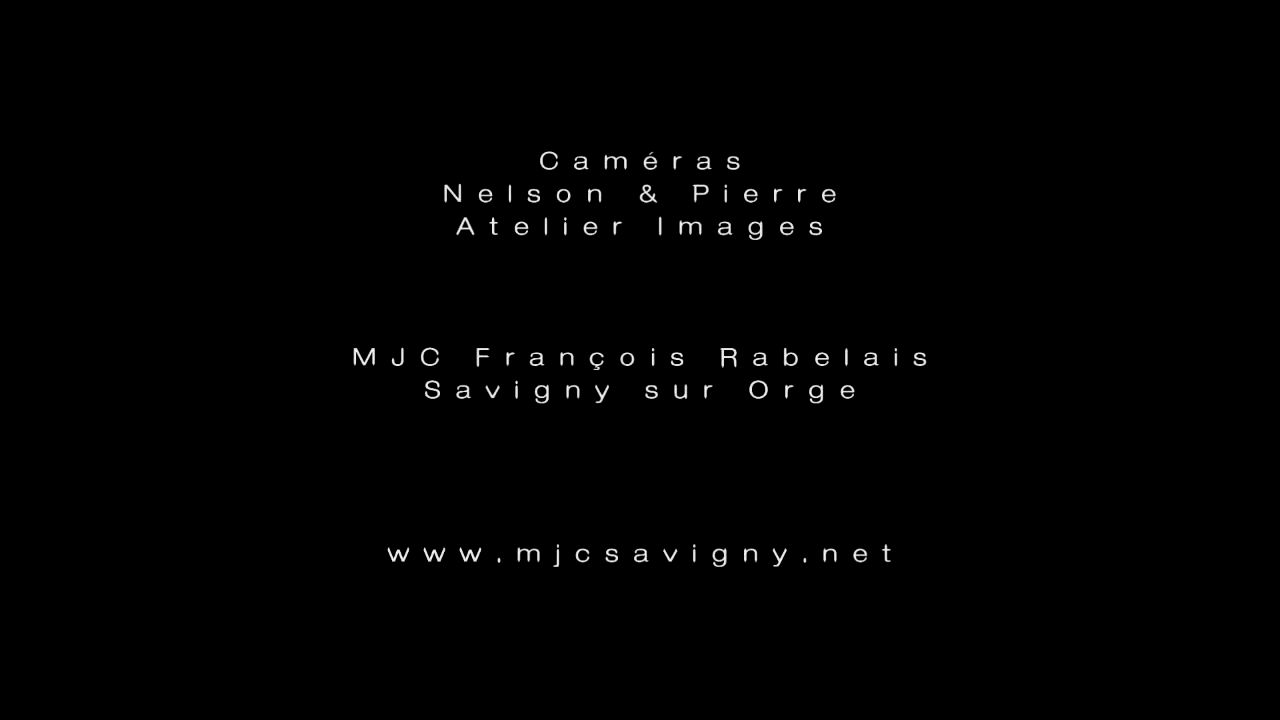 Caméras
Nelson & Pierre
Atelier Images
MJC François Rabelais
Savigny sur Orge
www.mjcsavigny.net